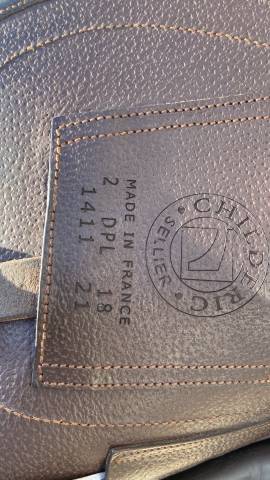 CHILDERIC
SELLIER
MADE IN FRANCE
2 DPL 18
1411 21